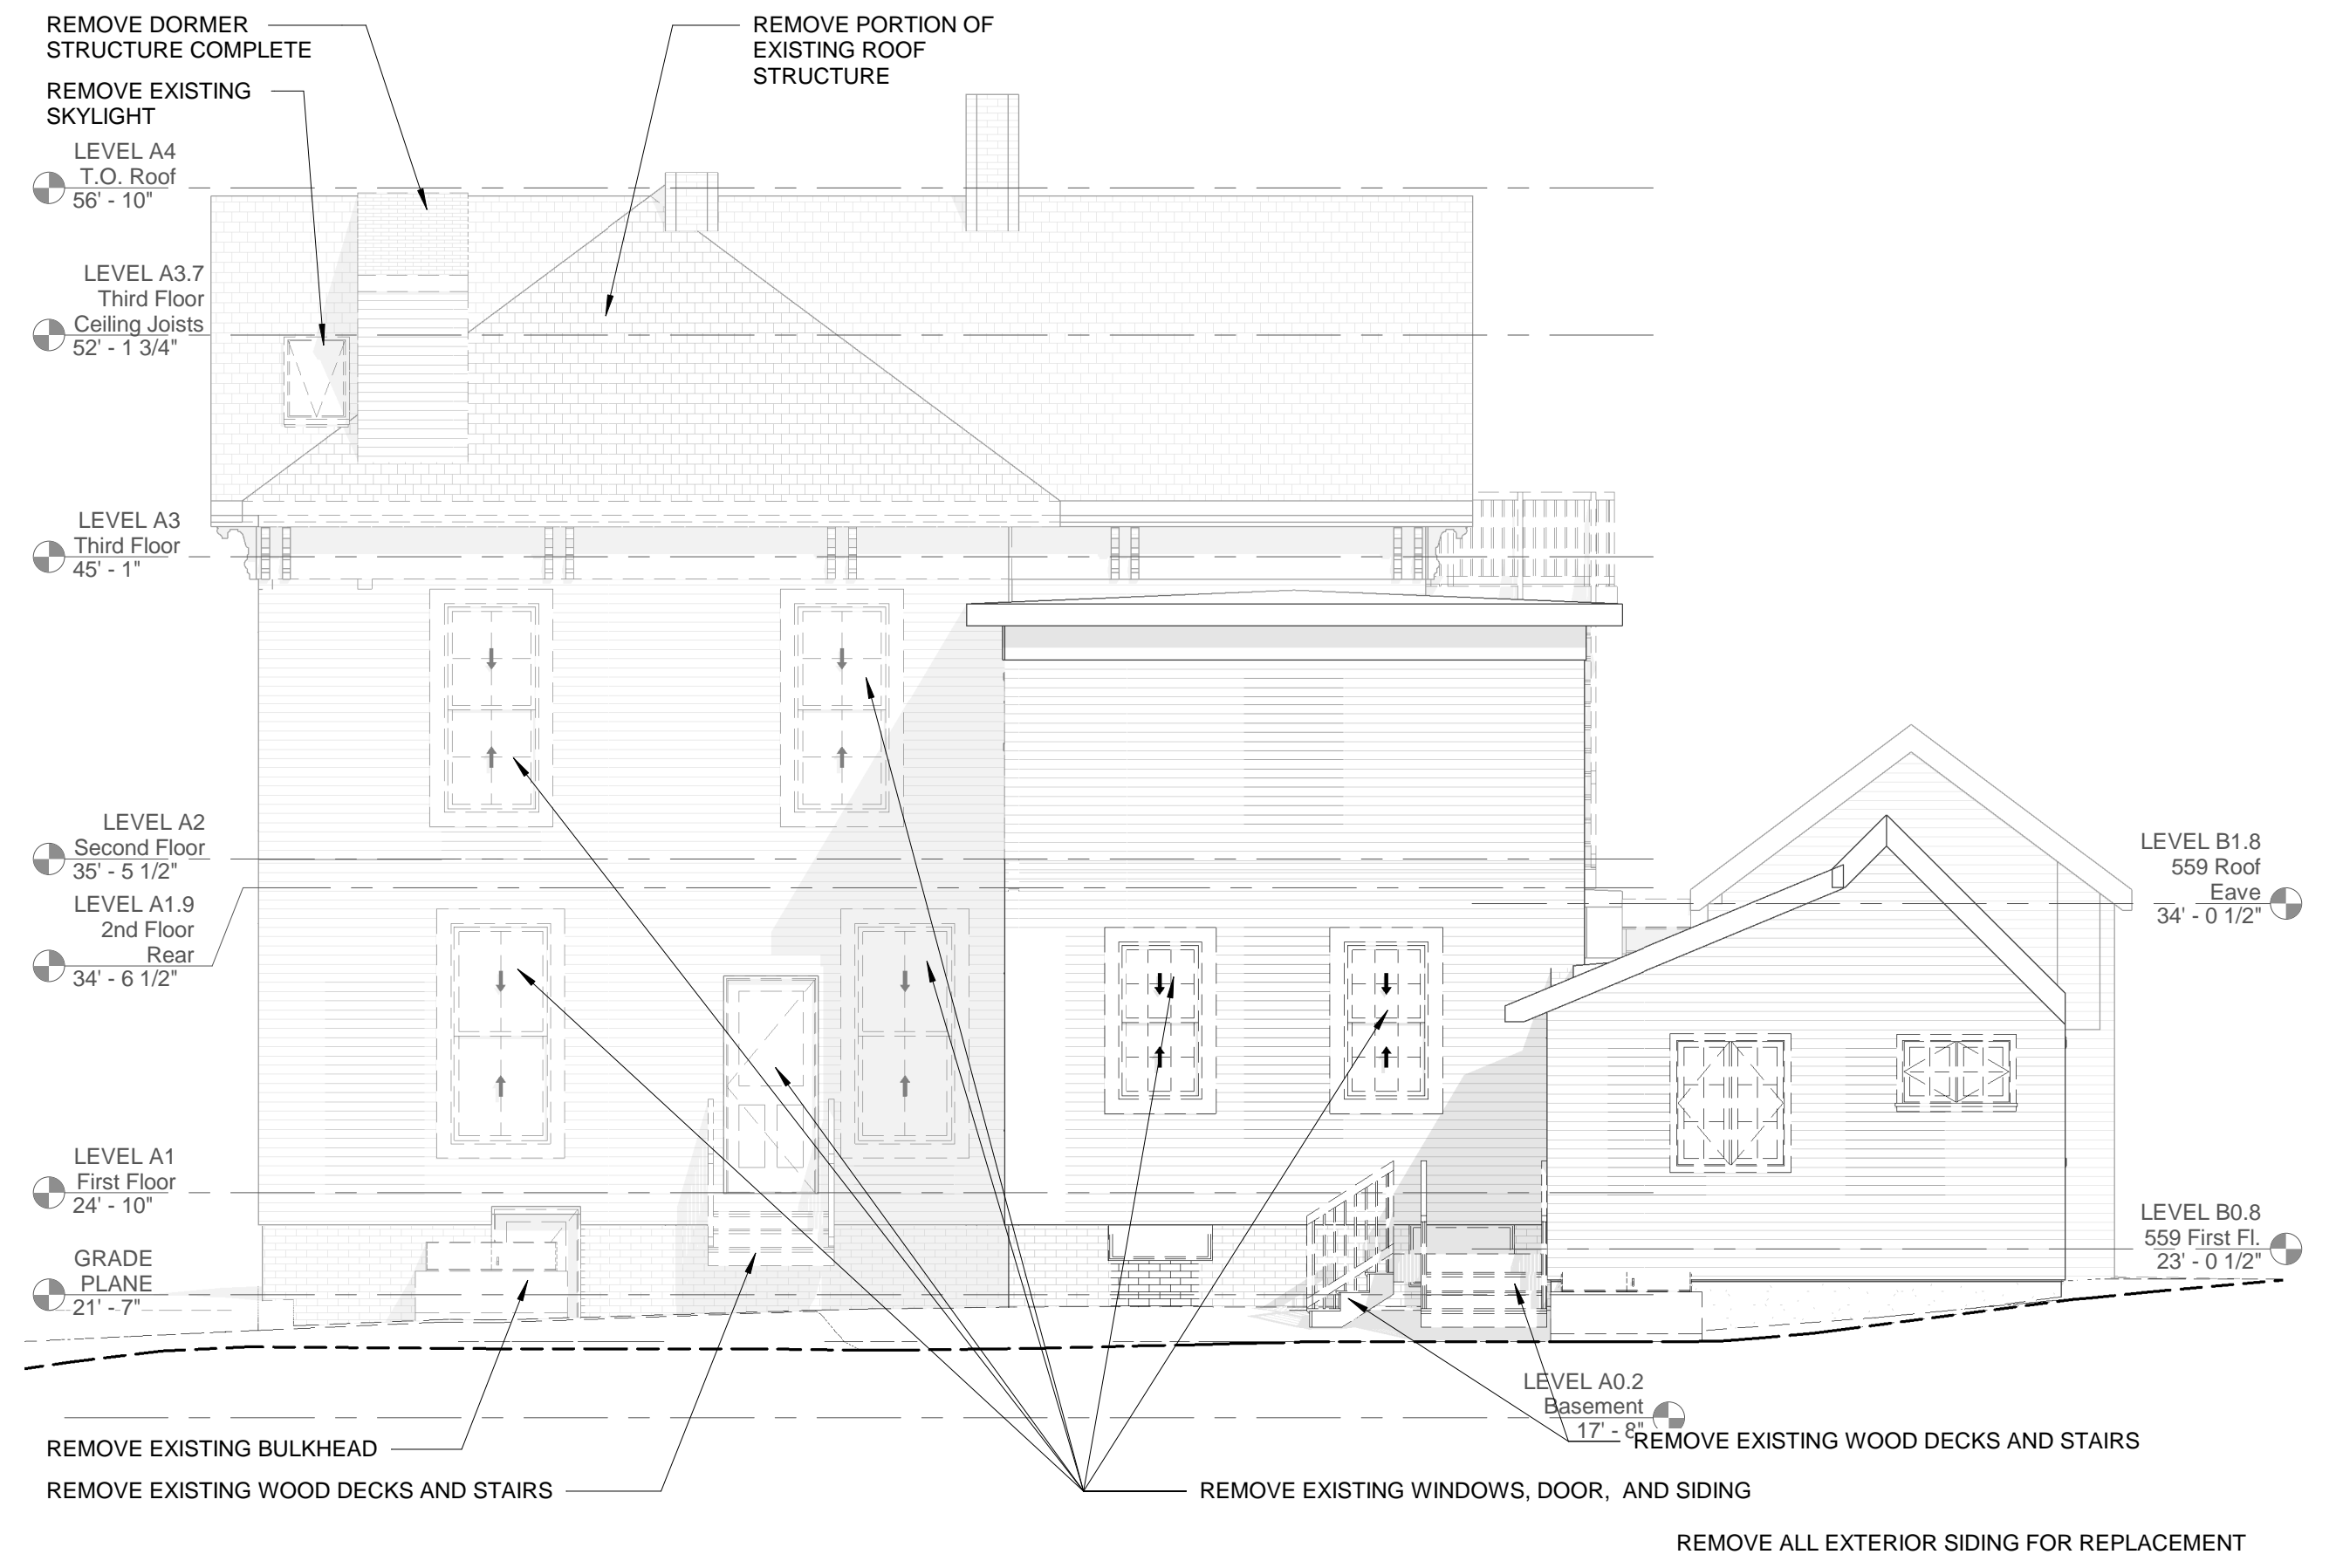 REMOVE DORMER
STRUCTURE COMPLETE
REMOVE PORTION OF
EXISTING ROOF
STRUCTURE
REMOVE EXISTING
SKYLIGHT
LEVEL A4
T.O. Roof
56' - 10"
LEVEL A3.7
Third Floor
Ceiling Joists
52' - 1 3/4"
LEVEL A3
Third Floor
45' - 1"
LEVEL A2
Second Floor
35' - 5 1/2"
LEVEL A1.9
2nd Floor
Rear
34' - 6 1/2"
LEVEL B1.8
559 Roof
Eave
34' - 0 1/2"
LEVEL A1
First Floor
24' - 10"
LEVEL B0.8
559 First Fl.
23' - 0 1/2"
GRADE
PLANE
21' - 7"
LEVEL A0.2
Basement
17' - 8"
REMOVE EXISTING BULKHEAD
REMOVE EXISTING WOOD DECKS AND STAIRS
REMOVE EXISTING WOOD DECKS AND STAIRS
REMOVE EXISTING WINDOWS, DOOR, AND SIDING
REMOVE ALL EXTERIOR SIDING FOR REPLACEMENT